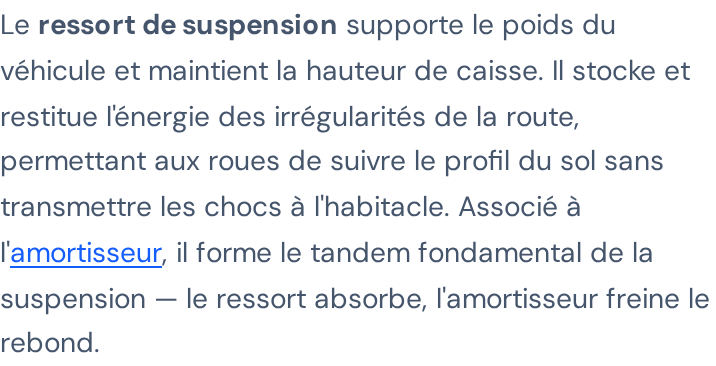 Le ressort de suspension supporte le poids du
véhicule et maintient la hauteur de caisse. Il stocke et
restitue l'énergie des irrégularités de la route,
permettant aux roues de suivre le profil du sol sans
transmettre les chocs à l'habitacle. Associé à
l'amortisseur, il forme le tandem fondamental de la
suspension — le ressort absorbe, l'amortisseur freine le
rebond.